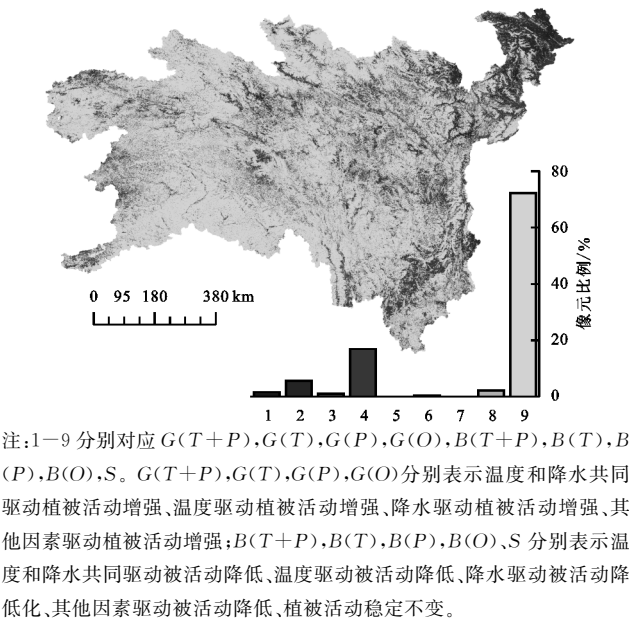 80
60
40
20
0
像元比例/%
0 95 180 380 km
1 2 3 4 5 6 7 8 9
注:1—9 分别对应 G(T+P),G(T),G(P),G(O),B(T+P),B(T),B
(P),B(O),S。G(T+P),G(T),G(P),G(O)分别表示温度和降水共同
驱动植被活动增强、温度驱动植被活动增强、降水驱动植被活动增强、其
他因素驱动植被活动增强;B(T+P),B(T),B(P),B(O)、S 分别表示温
度和降水共同驱动被活动降低、温度驱动被活动降低、降水驱动被活动降
低化、其他因素驱动被活动降低、植被活动稳定不变。